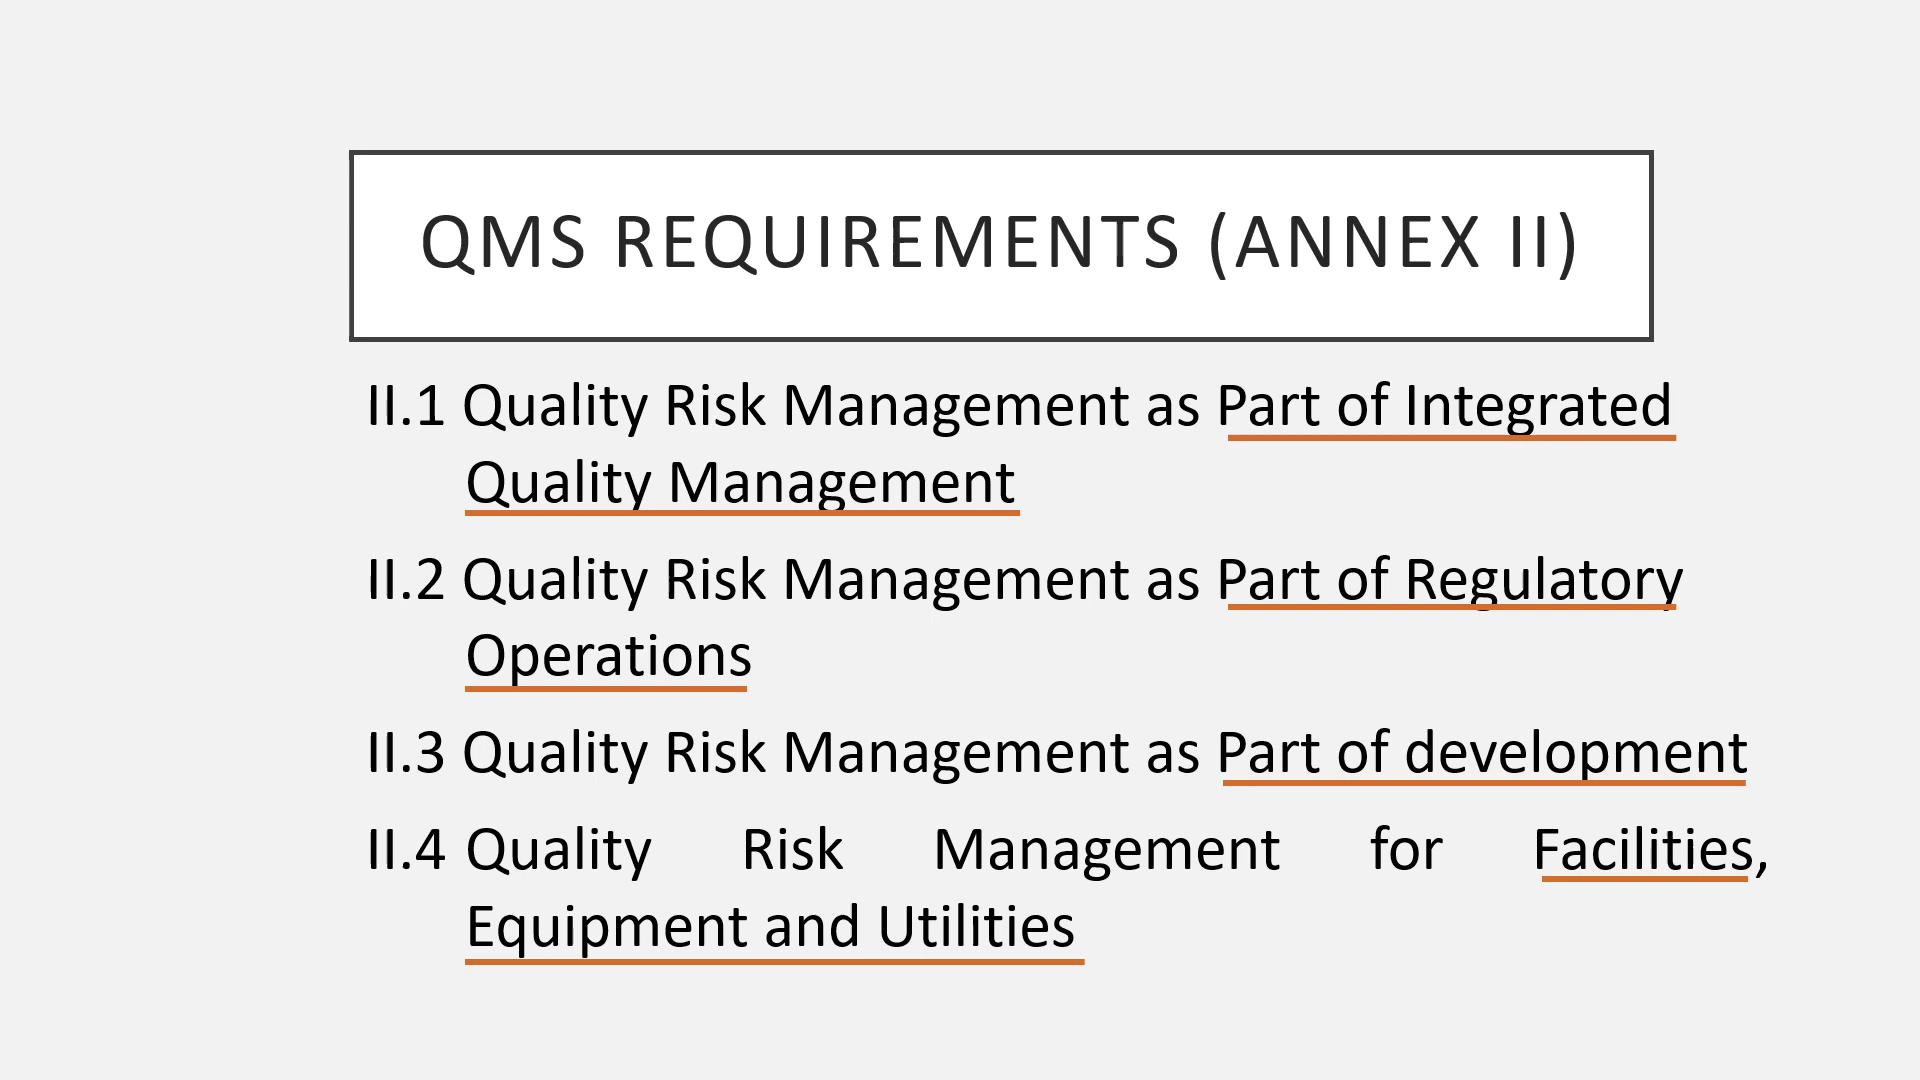 QMS REQUIREMENTS (ANNEX II)
II.1 Quality Risk Management as Part of Integrated
Quality Management
II.2 Quality Risk Management as Part of Regulatory
Operations
II.3 Quality Risk Management as Part of development
II.4 Quality Risk Management for Facilities,
Equipment and Utilities